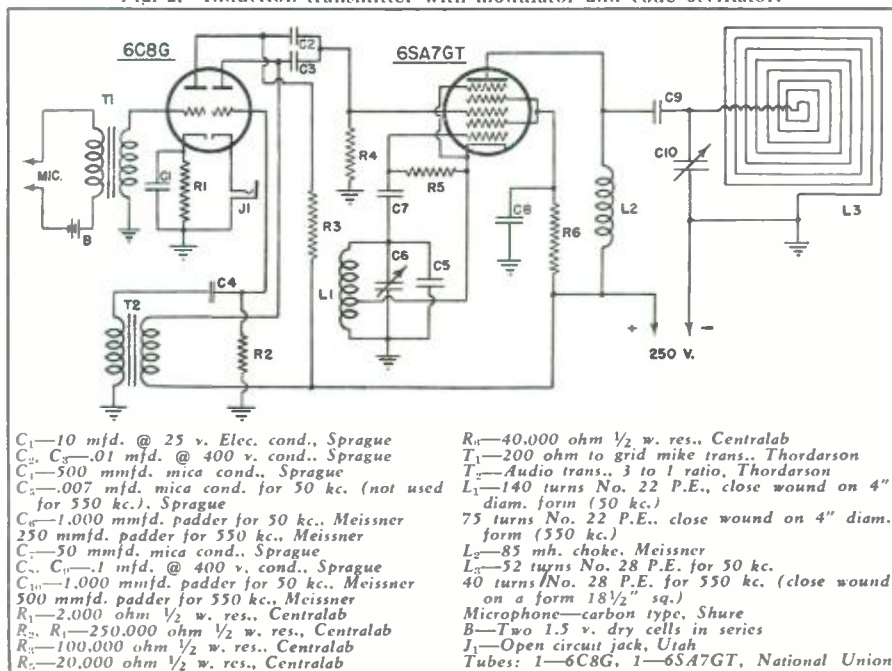 Fig. 2. Induction transmitter with modulator and code oscillator.
6C8G
C2
C3
6SA7GT
T1
MIC.
B
C1
R1
J1
R4
R3
R5
C7
C6
C5
L1
C8
R6
L2
C9
C10
L3
C4
T2
R2
+
-
250 V.
C₁—10 mfd. @ 25 v. Elec. cond., Sprague
C₂, C₃—.01 mfd. @ 400 v. cond.. Sprague
C₄—500 mmfd. mica cond., Sprague
C₅—.007 mfd. mica cond. for 50 kc. (not used
for 550 kc.). Sprague
C₆—1.000 mmfd. padder for 50 kc.. Meissner
250 mmfd. padder for 550 kc., Meissner
C₇—50 mmfd. mica cond.. Sprague
C₈, C₉—.1 mfd. @ 400 v. cond., Sprague
C₁₀—1.000 mmfd. padder for 50 kc., Meissner
500 mmfd. padder for 550 kc., Meissner
R₁—2.000 ohm ½ w. res., Centralab
R₂, R₄—250.000 ohm ½ w. res., Centralab
R₃—100,000 ohm ½ w. res., Centralab
R₅—20,000 ohm ½ w. res., Centralab
R₆—40.000 ohm ½ w. res., Centralab
T₁—200 ohm to grid mike trans.. Thordarson
T₂—Audio trans.. 3 to 1 ratio, Thordarson
L₁—140 turns No. 22 P.E., close wound on 4"
diam. form (50 kc.)
75 turns No. 22 P.E.. close wound on 4" diam.
form (550 kc.)
L₂—85 mh. choke. Meissner
L₃—52 turns No. 28 P.E. for 50 kc.
40 turns No. 28 P.E. for 550 kc. (close wound
on a form 18½" sq.)
Microphone—carbon type, Shure
B—Two 1.5 v. dry cells in series
J₁—Open circuit jack, Utah
Tubes: 1—6C8G, 1—6SA7GT, National Union